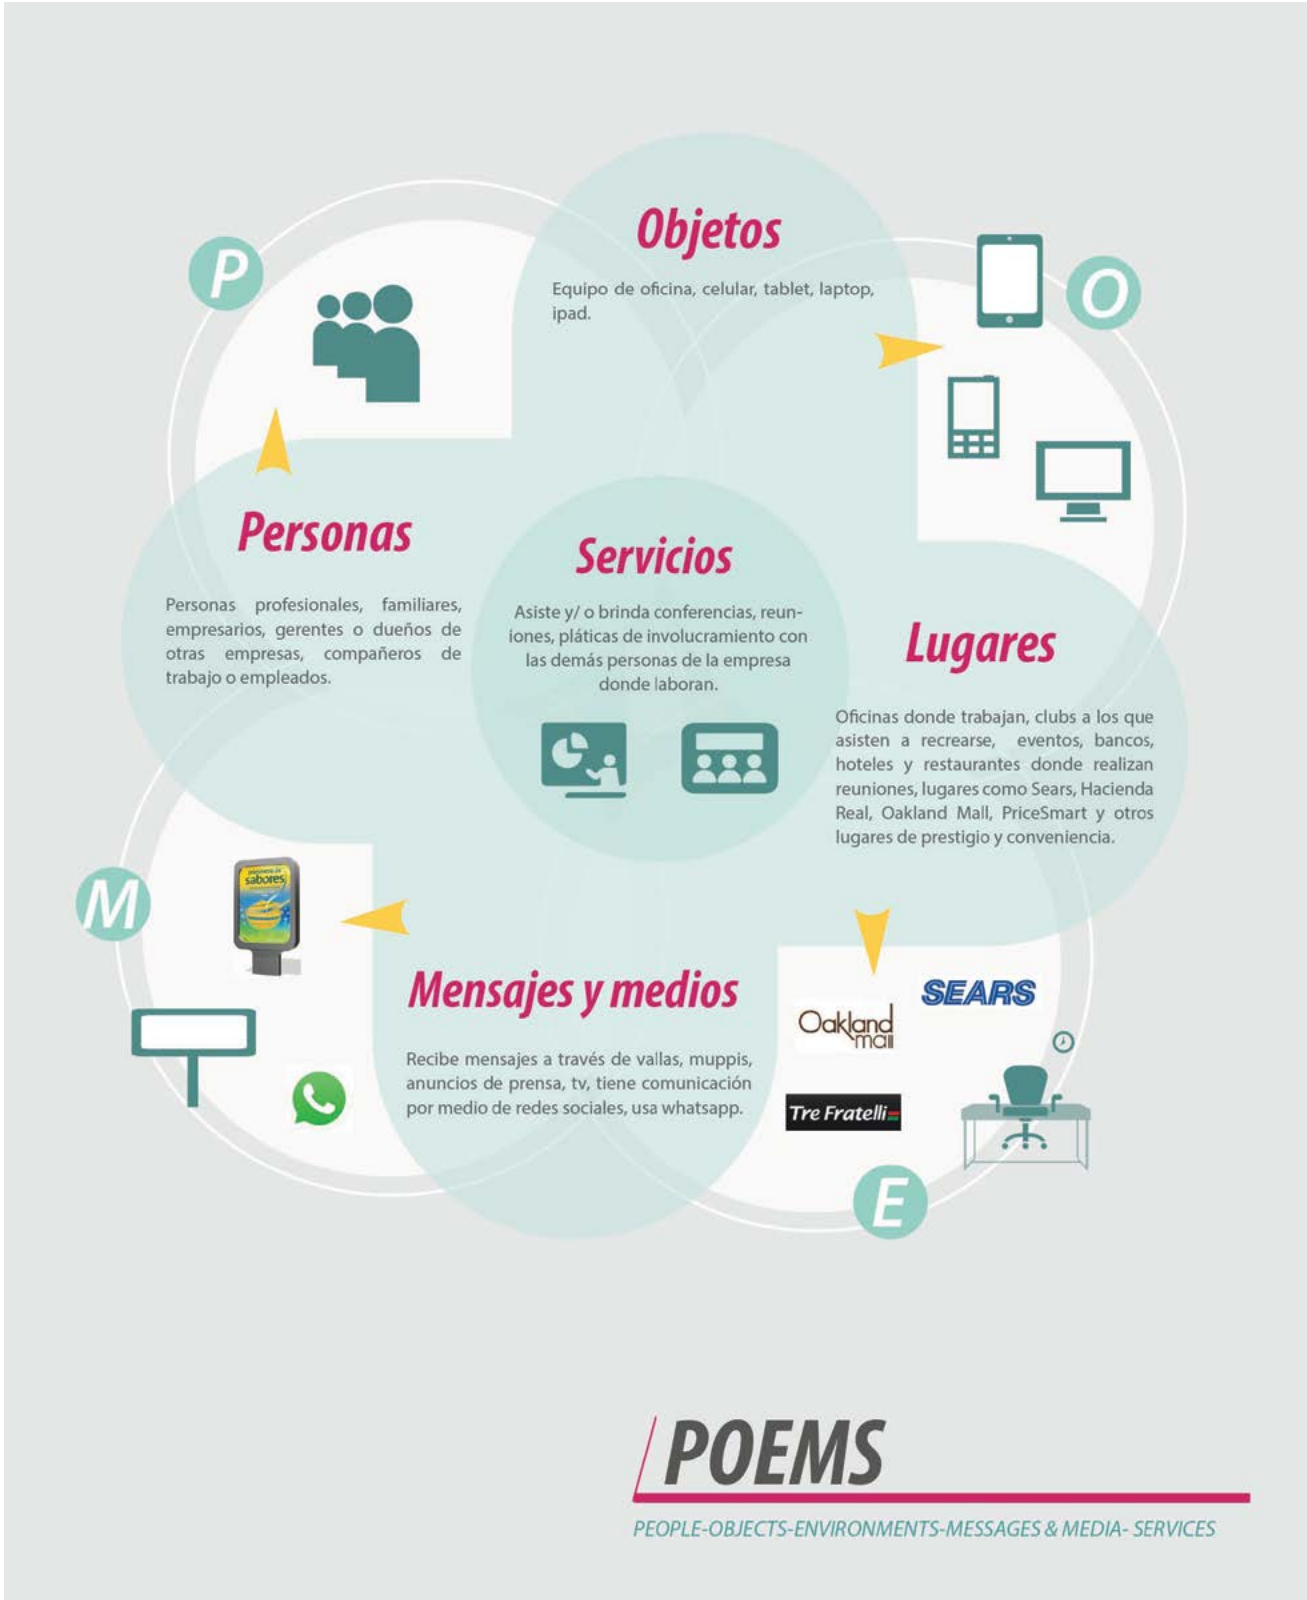 P
Objetos
Equipo de oficina, celular, tablet, laptop,
ipad.
O
Personas
Personas profesionales, familiares,
empresarios, gerentes o dueños de
otras empresas, compañeros de
trabajo o empleados.
Servicios
Asiste y/ o brinda conferencias, reun-
iones, pláticas de involucramiento con
las demás personas de la empresa
donde laboran.
Lugares
Oficinas donde trabajan, clubs a los que
asisten a recrearse, eventos, bancos,
hoteles y restaurantes donde realizan
reuniones, lugares como Sears, Hacienda
Real, Oakland Mall, PriceSmart y otros
lugares de prestigio y conveniencia.
M
sabores
Mensajes y medios
Recibe mensajes a través de vallas, muppis,
anuncios de prensa, tv, tiene comunicación
por medio de redes sociales, usa whatsapp.
SEARS
Oakland
mall
Tre Fratelli
E
POEMS
PEOPLE-OBJECTS-ENVIRONMENTS-MESSAGES & MEDIA- SERVICES